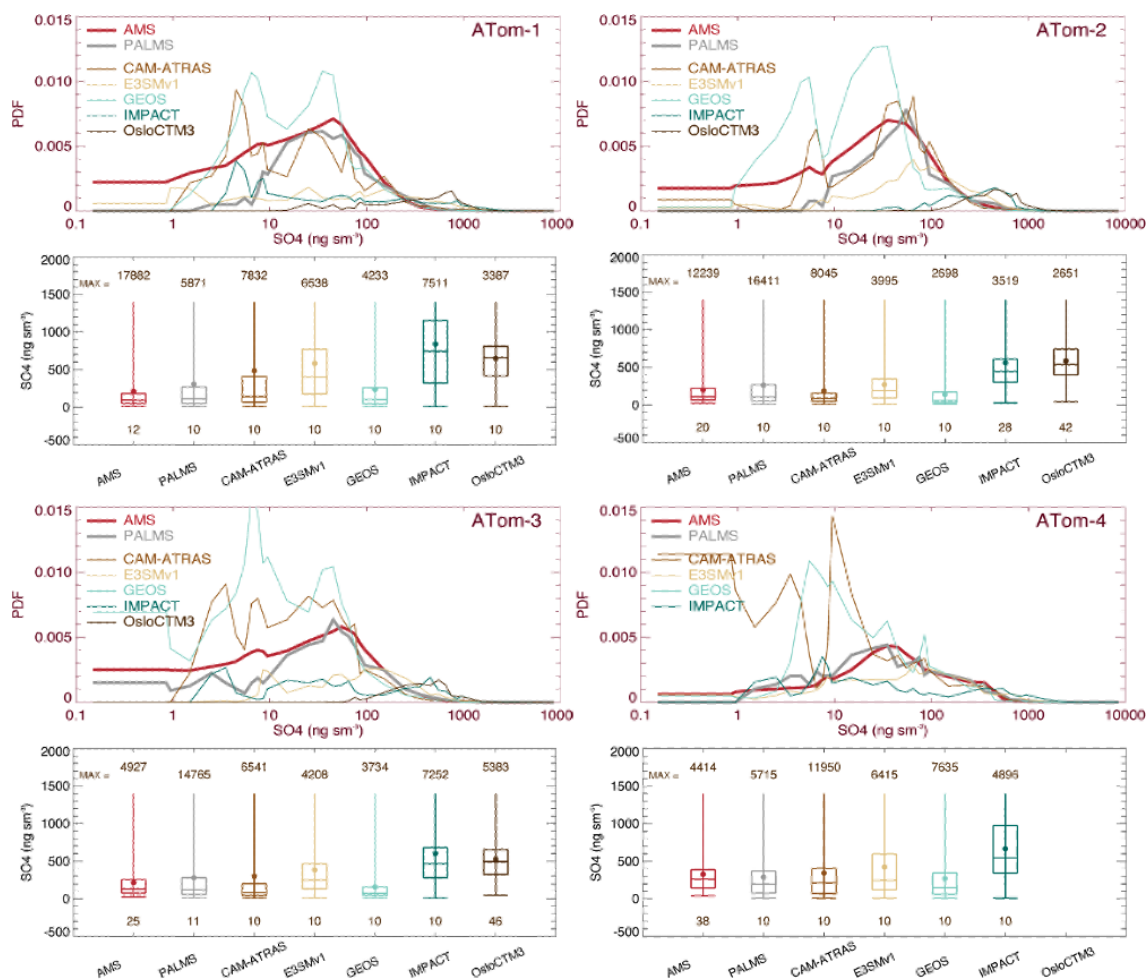 ATom-1
AMS
PALMS
CAM-ATRAS
E3SMv1
GEOS
IMPACT
OsloCTM3
PDF
0.015
0.010
0.005
0
0.1 1 10 100 1000
SO4 (ng sm⁻³)
ATom-2
AMS
PALMS
CAM-ATRAS
E3SMv1
GEOS
IMPACT
OsloCTM3
PDF
0.015
0.010
0.005
0
0.1 1 10 100 1000
SO4 (ng sm⁻³)
SO4 (ng sm⁻³)
2000
1500
1000
500
0
-500
MAX = 17882 5871 7832 6538 4233 7511 3387
12 10 10 10 10 10 10
AMS PALMS CAM-ATRAS E3SMv1 GEOS IMPACT OsloCTM3
SO4 (ng sm⁻³)
2000
1500
1000
500
0
-500
MAX = 12239 16411 8045 3995 2698 3519 2651
20 10 10 10 10 28 42
AMS PALMS CAM-ATRAS E3SMv1 GEOS IMPACT OsloCTM3
ATom-3
AMS
PALMS
CAM-ATRAS
E3SMv1
GEOS
IMPACT
OsloCTM3
PDF
0.015
0.010
0.005
0
0.1 1 10 100 1000
SO4 (ng sm⁻³)
ATom-4
AMS
PALMS
CAM-ATRAS
E3SMv1
GEOS
IMPACT
PDF
0.015
0.010
0.005
0
0.1 1 10 100 1000
SO4 (ng sm⁻³)
SO4 (ng sm⁻³)
2000
1500
1000
500
0
-500
MAX = 4927 14765 6541 4208 3734 7252 5383
25 11 10 10 10 10 46
AMS PALMS CAM-ATRAS E3SMv1 GEOS IMPACT OsloCTM3
SO4 (ng sm⁻³)
2000
1500
1000
500
0
-500
MAX = 4414 5715 11950 6415 7635 4896
38 10 10 10 10 10
AMS PALMS CAM-ATRAS E3SMv1 GEOS IMPACT OsloCTM3